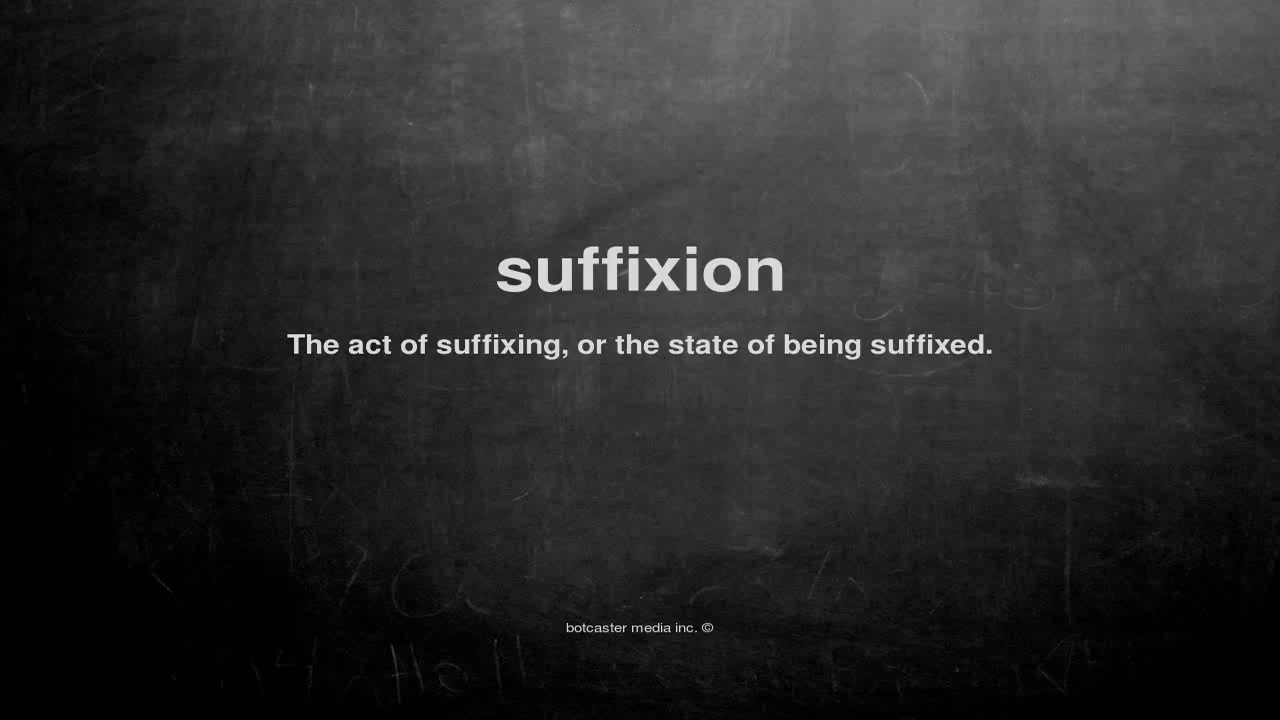 suffixion
The act of suffixing, or the state of being suffixed.
botcaster media inc. ©